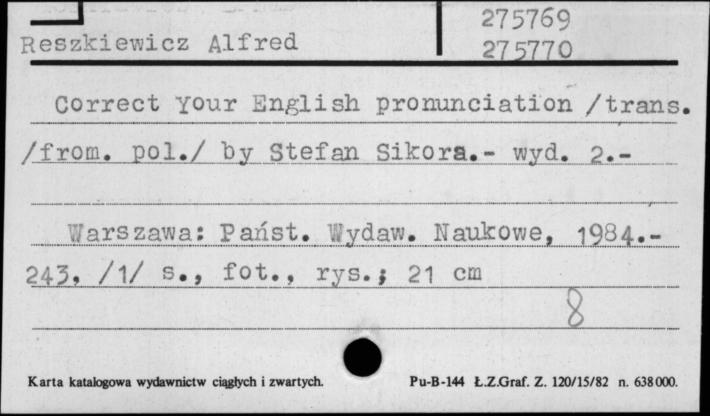 275769
Reszkiewicz Alfred
275770
Correct Your English pronunciation /trans.
/from. pol./ by Stefan Sikora.- wyd. 2.-
Warszawa: Państ. Wydaw. Naukowe, 1984.-
243, /1/ s., fot., rys.; 21 cm
8
Karta katalogowa wydawnictw ciągłych i zwartych.
Pu-B-144 Ł.Z.Graf. Z. 120/15/82 n. 638000.